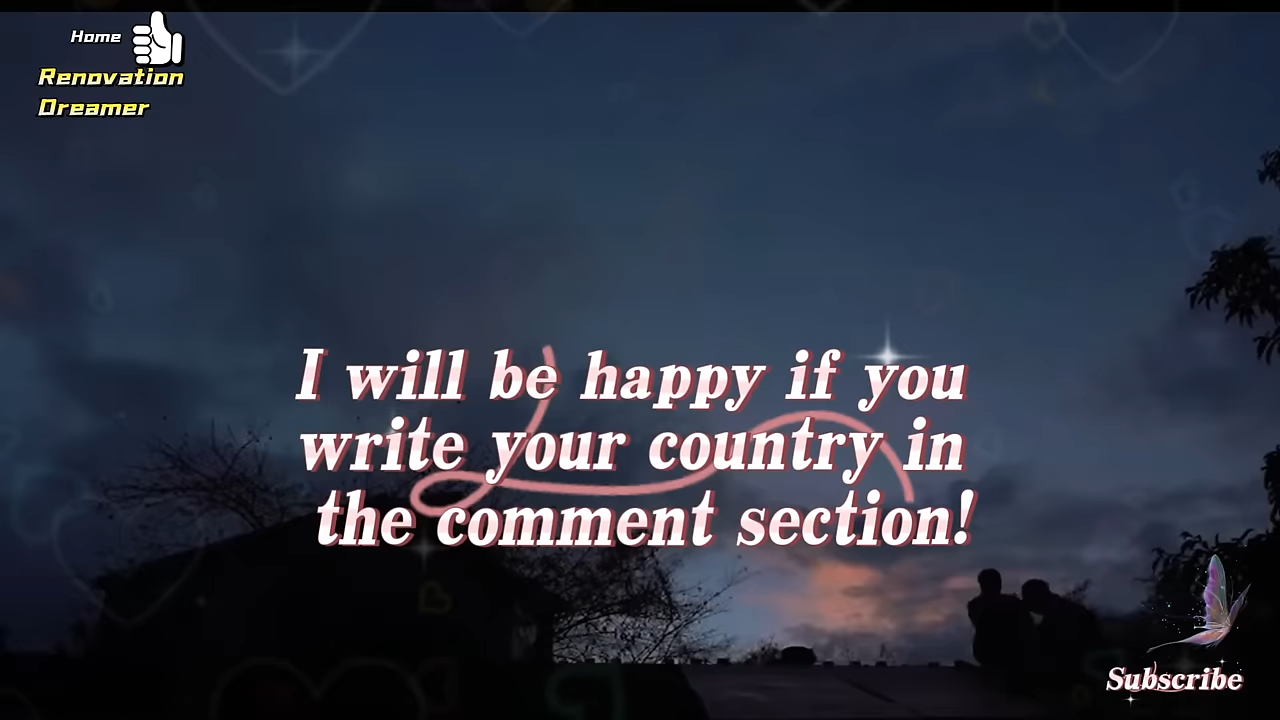 Home
Renovation
Dreamer
I will be happy if you
write your country in
the comment section!
Subscribe